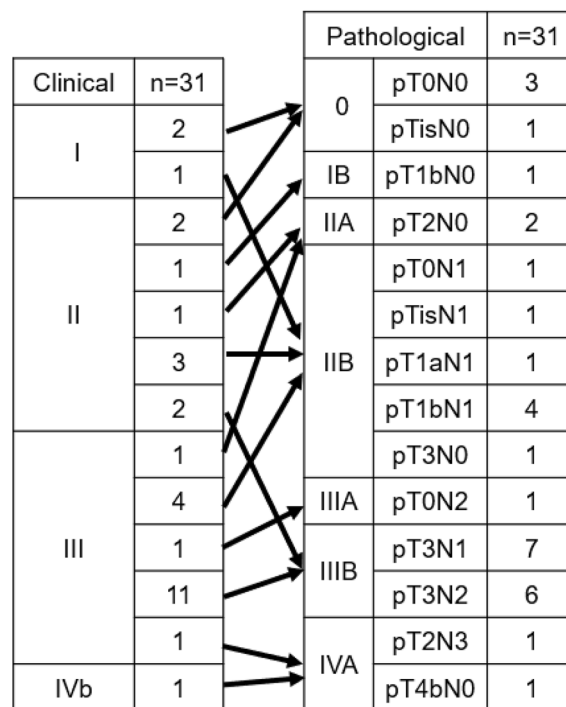 Pathological n=31
Clinical n=31
I
2
1
II
2
1
1
3
2
III
1
4
1
11
1
IVb
1
0
pT0N0 3
pTisN0 1
IB pT1bN0 1
IIA pT2N0 2
IIB
pT0N1 1
pTisN1 1
pT1aN1 1
pT1bN1 4
pT3N0 1
IIIA pT0N2 1
IIIB
pT3N1 7
pT3N2 6
IVA
pT2N3 1
pT4bN0 1